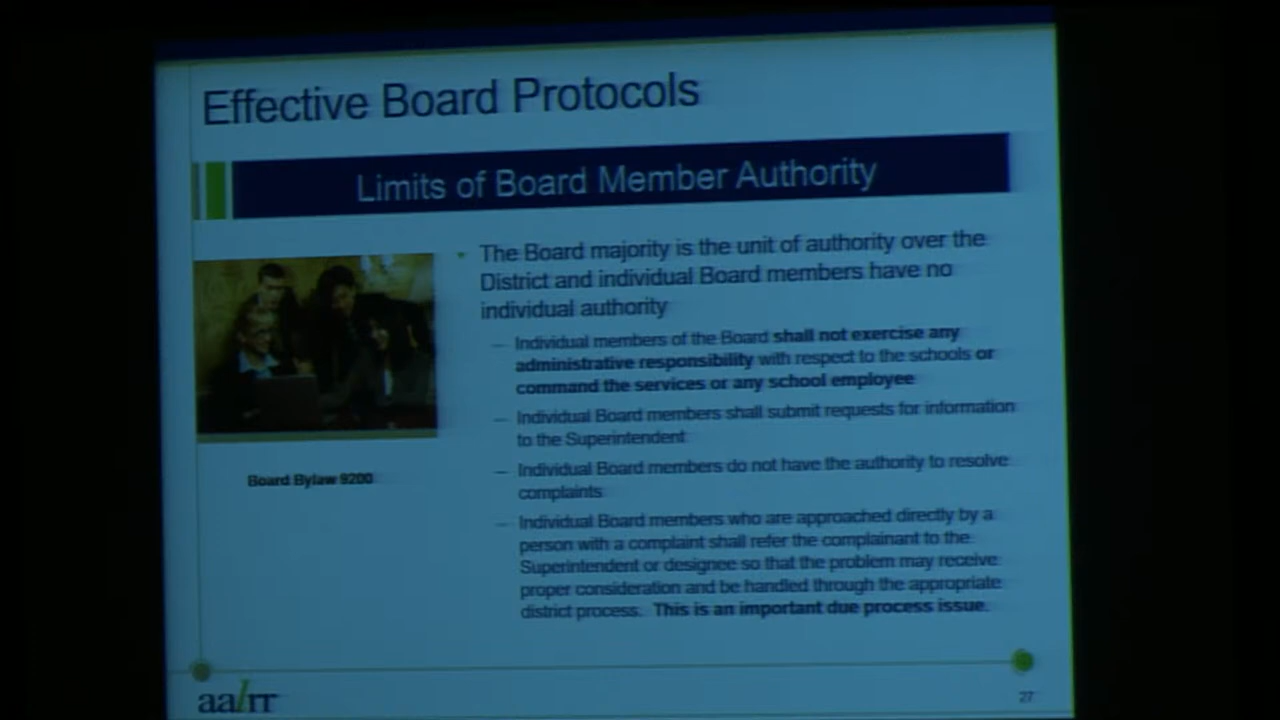 Effective Board Protocols
Limits of Board Member Authority
The Board majority is the unit of authority over the
District and individual Board members have no
individual authority
Individual members of the Board shall not exercise any
administrative responsibility with respect to the schools or
command the services or any school employee
Individual Board members shall submit requests for information
to the Superintendent
Individual Board members do not have the authority to resolve
complaints
Individual Board members who are approached directly by a
person with a complaint shall refer the complainant to the
Superintendent or designee so that the problem may receive
proper consideration and be handled through the appropriate
district process. This is an important due process issue.
Board Bylaw 9200
aalrr
27